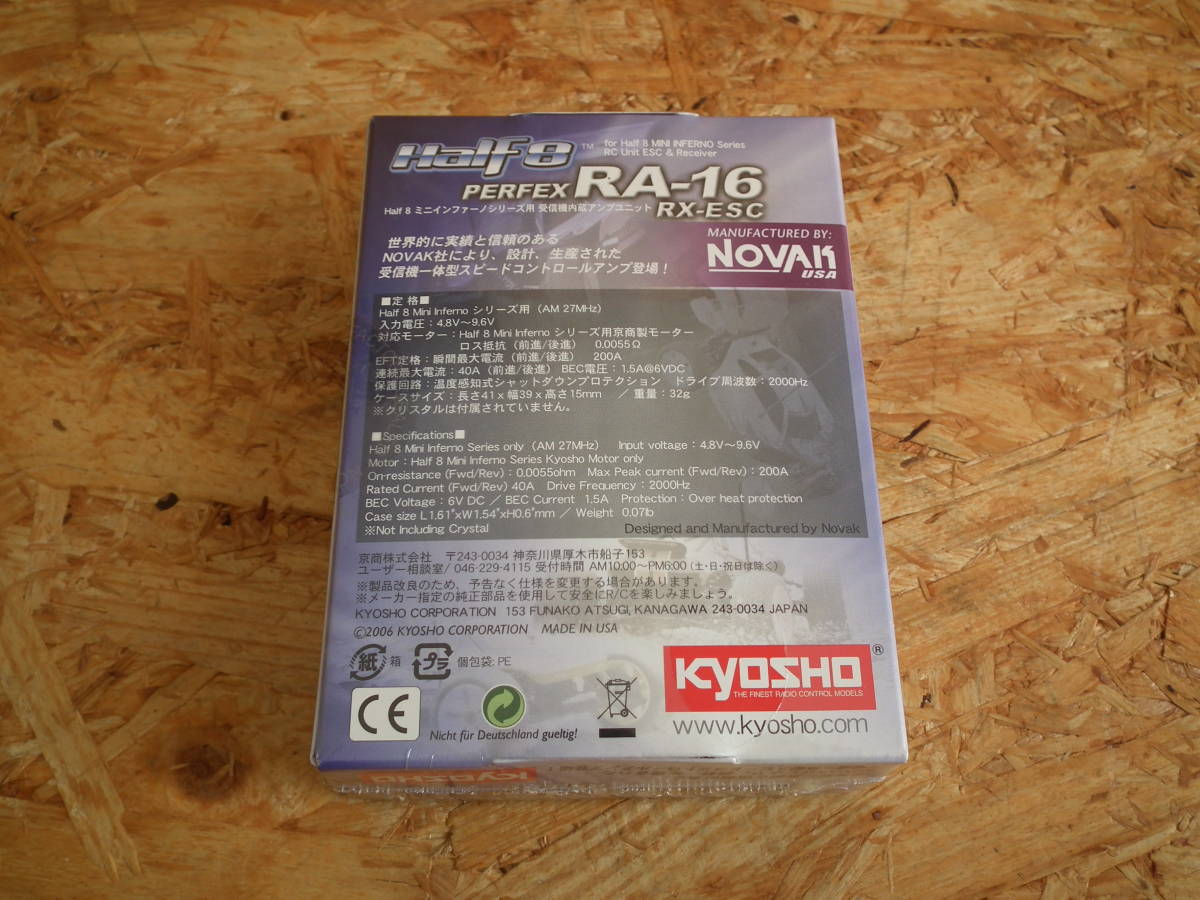 Half 8 ™
for Half 8 MINI INFERNO Series
RC Unit ESC & Receiver
PERFEX RA-16
Half 8 ミニインファーノシリーズ用 受信機内蔵アンプユニット RX-ESC
世界的に実績と信頼のある
NOVAK社により、設計、生産された
受信機一体型スピードコントロールアンプ登場！
MANUFACTURED BY:
NOVAK
USA
■定 格■
Half 8 Mini Inferno シリーズ用（AM 27MHz）
入力電圧：4.8V～9.6V
対応モーター：Half 8 Mini Inferno シリーズ用京商製モーター
ロス抵抗（前進/後進） 0.0055Ω
EFT定格：瞬間最大電流（前進/後進） 200A
連続最大電流：40A（前進/後進） BEC電圧：1.5A@6VDC
保護回路：温度感知式シャットダウンプロテクション ドライブ周波数：2000Hz
ケースサイズ：長さ41 x 幅39 x 高さ15mm ／重量：32g
※クリスタルは付属されていません。
■Specifications■
Half 8 Mini Inferno Series only（AM 27MHz） Input voltage：4.8V～9.6V
Motor：Half 8 Mini Inferno Series Kyosho Motor only
On-resistance (Fwd/Rev)：0.0055ohm Max Peak current (Fwd/Rev)：200A
Rated Current (Fwd/Rev) 40A Drive Frequency：2000Hz
BEC Voltage：6V DC ／ BEC Current 1.5A Protection：Over heat protection
Case size L1.61"xW1.54"xH0.6"mm ／ Weight 0.07lb
※Not Including Crystal
Designed and Manufactured by Novak
京商株式会社 〒243-0034 神奈川県厚木市船子153
ユーザー相談室/ 046-229-4115 受付時間 AM10:00～PM6:00（土・日・祝日は除く）
※製品改良のため、予告なく仕様を変更する場合があります。
※メーカー指定の純正部品を使用して安全にR/Cを楽しみましょう。
KYOSHO CORPORATION 153 FUNAKO ATSUGI, KANAGAWA 243-0034 JAPAN
©2006 KYOSHO CORPORATION MADE IN USA
紙 箱 プラ 個包袋: PE
CE
Nicht für Deutschland gueltig!
KYOSHO ®
THE FINEST RADIO CONTROL MODELS
www.kyosho.com
KYOSHO